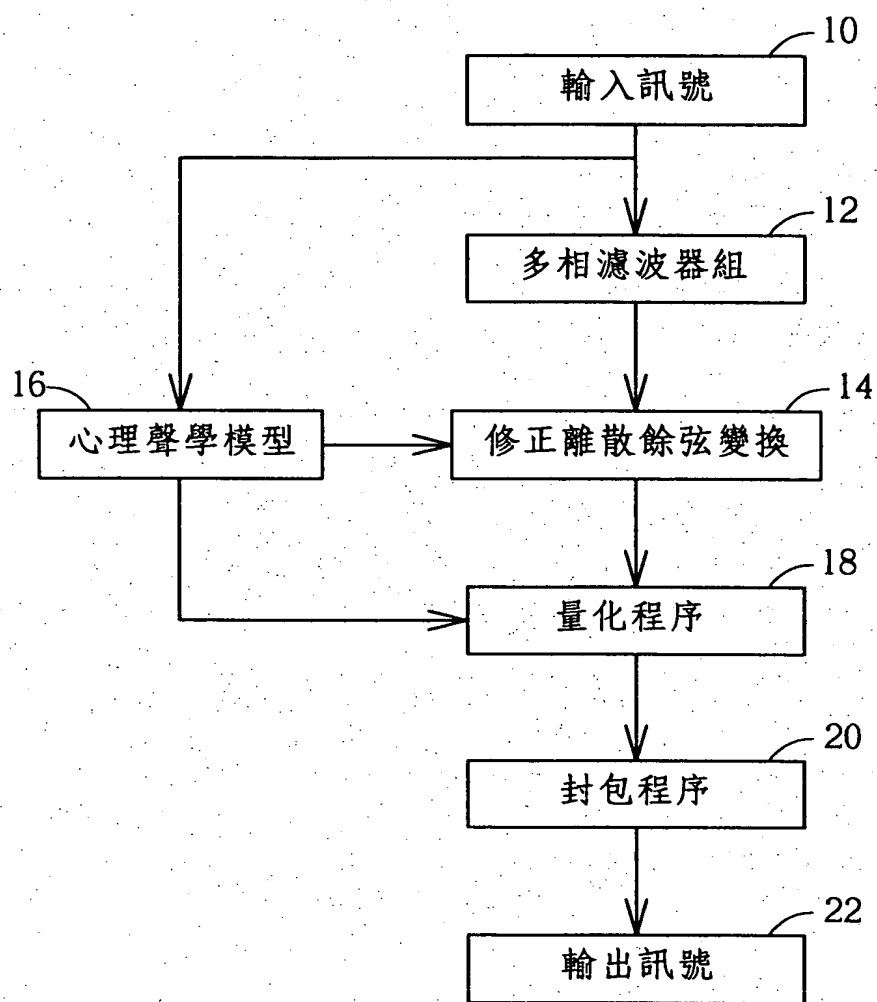 10
輸入訊號
12
多相濾波器組
16
14
心理聲學模型
修正離散餘弦變換
18
量化程序
20
封包程序
22
輸出訊號